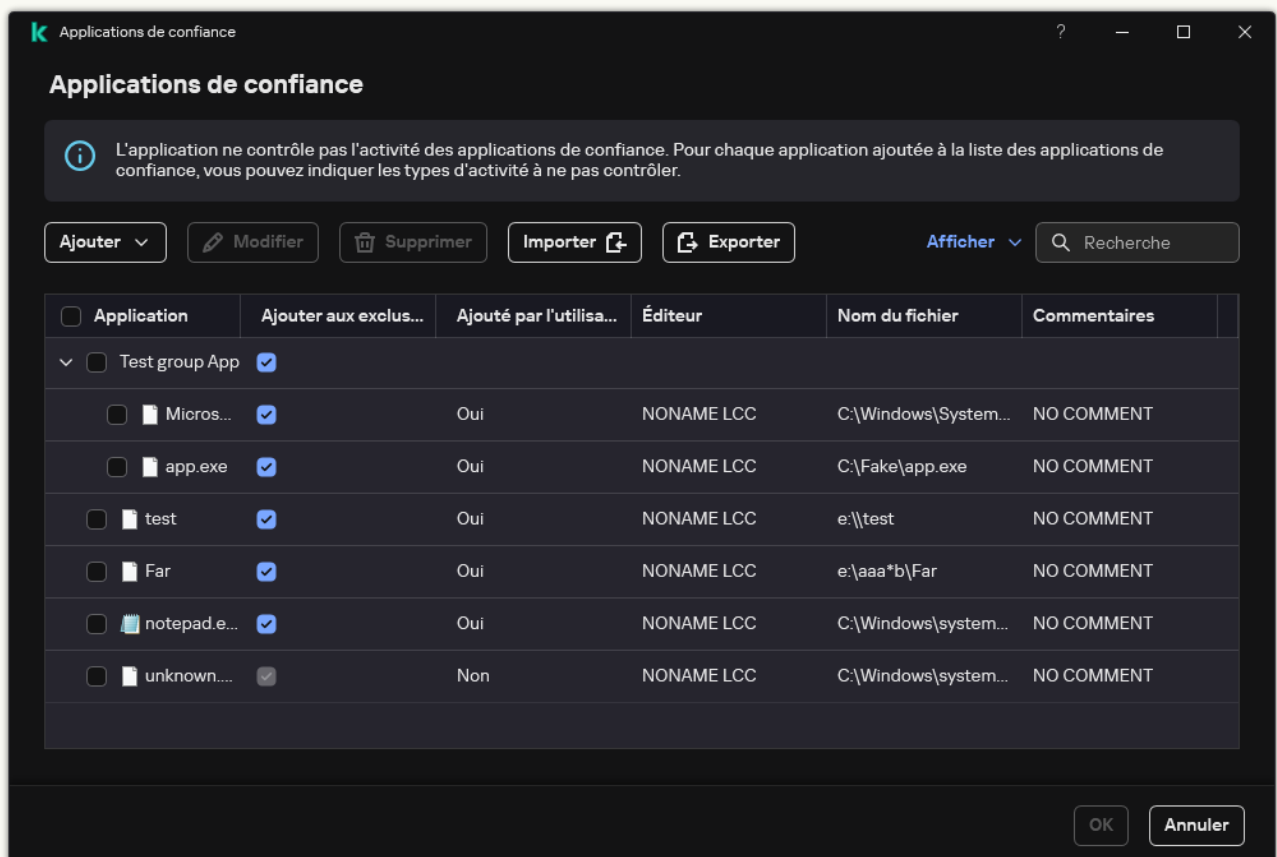 Applications de confiance
Applications de confiance
L'application ne contrôle pas l'activité des applications de confiance. Pour chaque application ajoutée à la liste des applications de
confiance, vous pouvez indiquer les types d'activité à ne pas contrôler.
Ajouter Modifier Supprimer Importer Exporter Afficher Recherche
Application Ajouter aux exclus... Ajouté par l'utilisa... Éditeur Nom du fichier Commentaires
Test group App
Micros... Oui NONAME LCC C:\Windows\System... NO COMMENT
app.exe Oui NONAME LCC C:\Fake\app.exe NO COMMENT
test Oui NONAME LCC e:\\test NO COMMENT
Far Oui NONAME LCC e:\aaa*b\Far NO COMMENT
notepad.e... Oui NONAME LCC C:\Windows\system... NO COMMENT
unknown.... Non NONAME LCC C:\Windows\system... NO COMMENT
OK Annuler